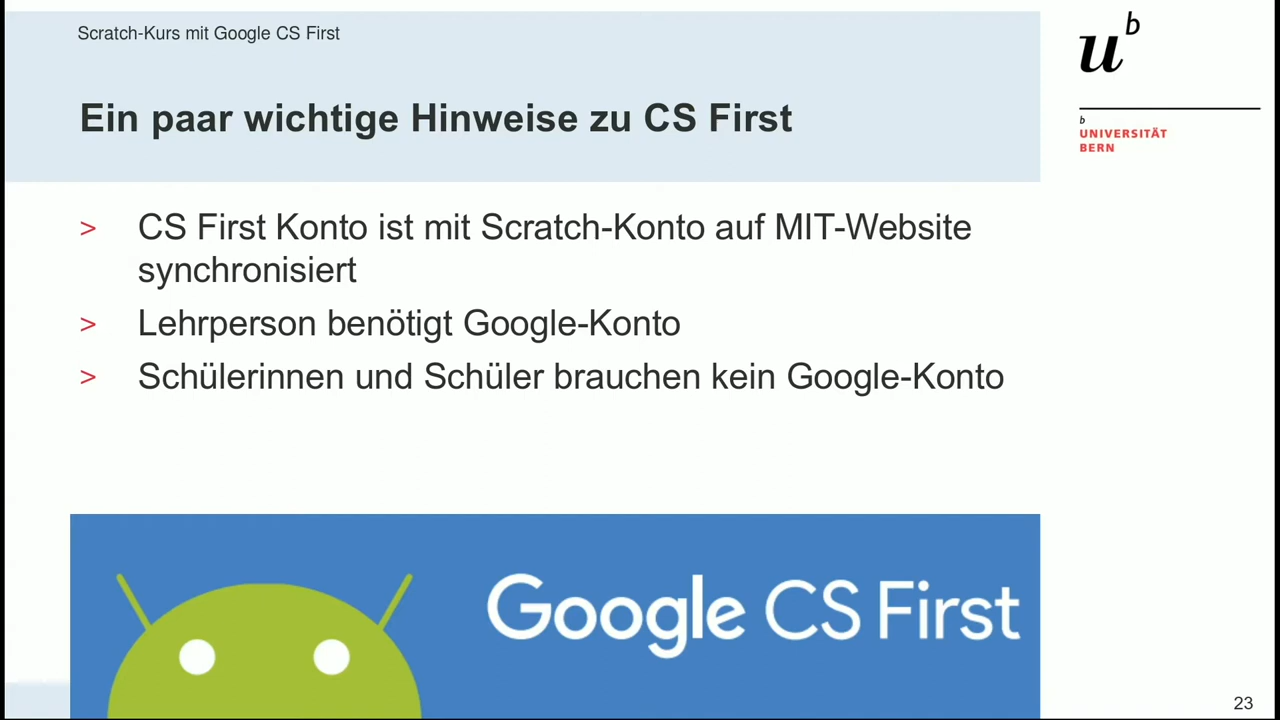 Scratch-Kurs mit Google CS First
Ein paar wichtige Hinweise zu CS First
u b
b
UNIVERSITÄT
BERN
> CS First Konto ist mit Scratch-Konto auf MIT-Website
synchronisiert
> Lehrperson benötigt Google-Konto
> Schülerinnen und Schüler brauchen kein Google-Konto
Google CS First
23